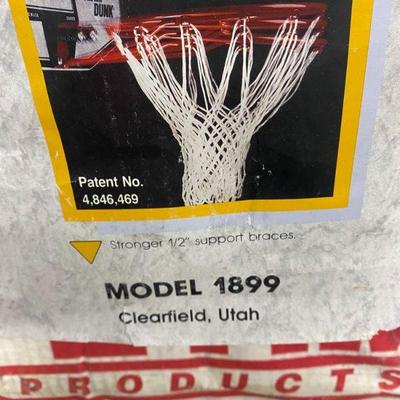 DUNK
Patent No.
4,846,469
Stronger 1/2" support braces.
MODEL 1899
Clearfield, Utah
PRODUCTS